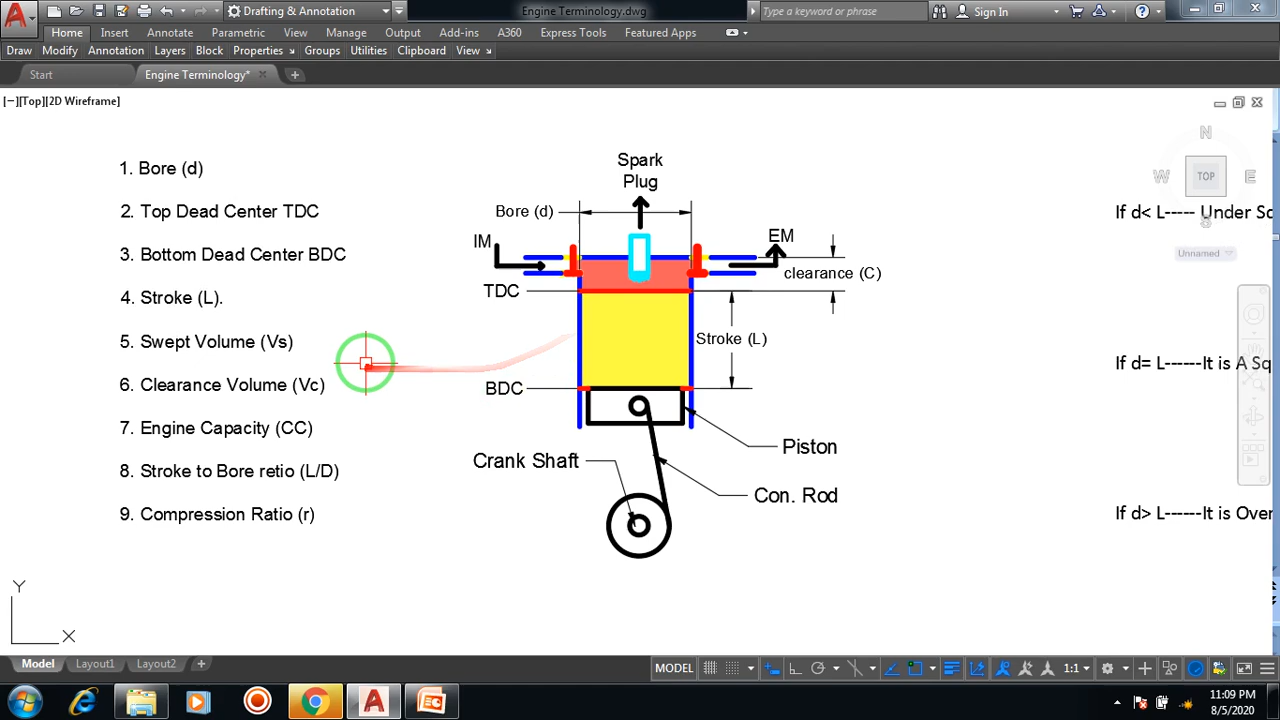 Drafting & Annotation
Engine Terminology.dwg
Type a keyword or phrase
Sign In
Home Insert Annotate Parametric View Manage Output Add-ins A360 Express Tools Featured Apps
Draw Modify Annotation Layers Block Properties Groups Utilities Clipboard View
Start
Engine Terminology*
[−][Top][2D Wireframe]
N
W
TOP
E
S
Unnamed
1. Bore (d)
2. Top Dead Center TDC
3. Bottom Dead Center BDC
4. Stroke (L).
5. Swept Volume (Vs)
6. Clearance Volume (Vc)
7. Engine Capacity (CC)
8. Stroke to Bore retio (L/D)
9. Compression Ratio (r)
Spark
Plug
Bore (d)
IM
EM
clearance (C)
TDC
Stroke (L)
BDC
Piston
Crank Shaft
Con. Rod
If d< L----- Under Sq
If d= L-----It is A Sq
If d> L------It is Over
Y
X
Model Layout1 Layout2
MODEL
1:1
11:09 PM
8/5/2020